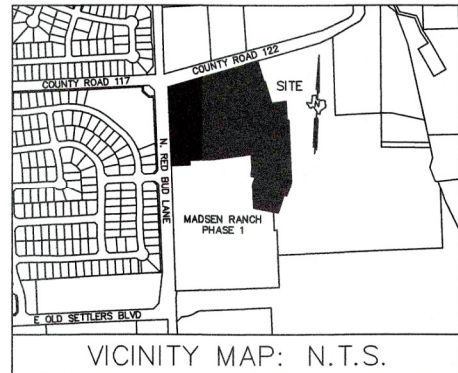 COUNTY ROAD 122
COUNTY ROAD 117
SITE
N
N. RED BUD LANE
MADSEN RANCH
PHASE 1
E OLD SETTLERS BLVD
VICINITY MAP: N.T.S.